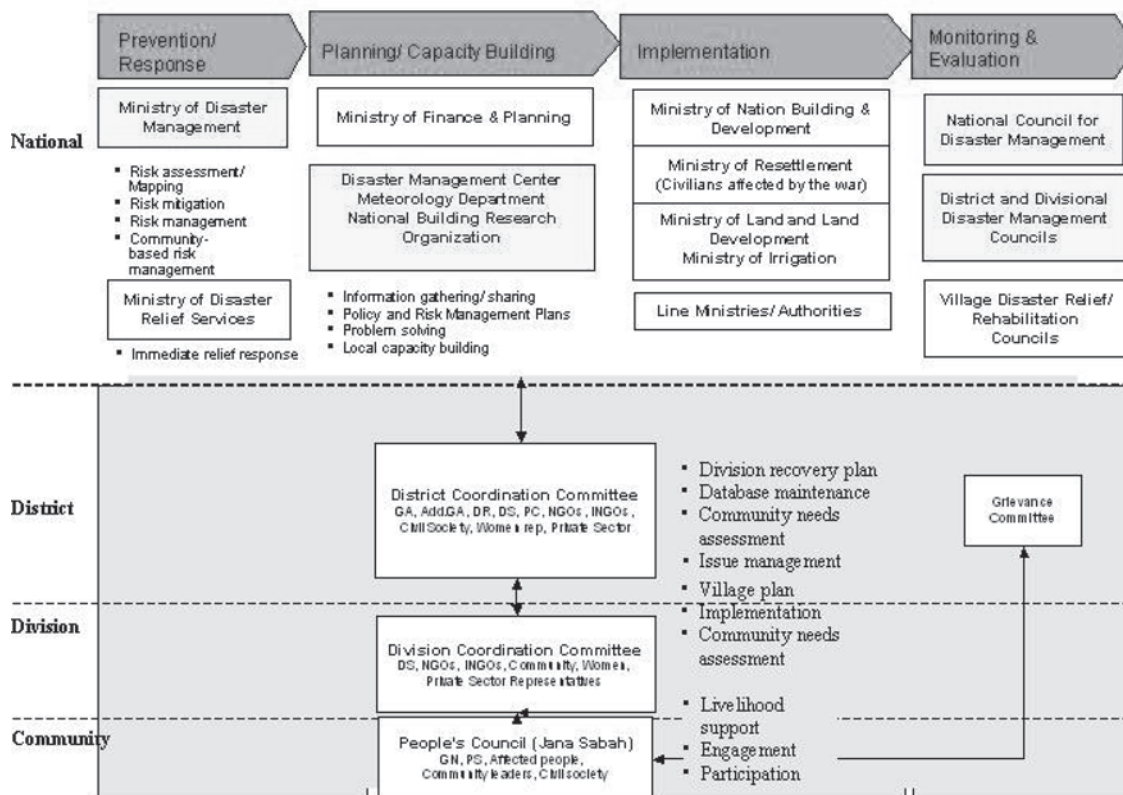 Prevention/
Response
Planning/ Capacity Building
Implementation
Monitoring &
Evaluation
National
Ministry of Disaster
Management
▪ Risk assessment/
Mapping
▪ Risk mitigation
▪ Risk management
▪ Community-
based risk
management
Ministry of Disaster
Relief Services
▪ Immediate relief response
Ministry of Finance & Planning
Disaster Management Center
Meteorology Department
National Building Research
Organization
▪ Information gathering/ sharing
▪ Policy and Risk Management Plans
▪ Problem solving
▪ Local capacity building
Ministry of Nation Building &
Development
Ministry of Resettlement
(Civilians affected by the war)
Ministry of Land and Land
Development
Ministry of Irrigation
Line Ministries/ Authorities
National Council for
Disaster Management
District and Divisional
Disaster Management
Councils
Village Disaster Relief/
Rehabilitation
Councils
District
District Coordination Committee
GA, Add.GA, DR, DS, PC, NGOs, INGOs,
Civil Society, Women rep, Private Sector
▪ Division recovery plan
▪ Database maintenance
▪ Community needs
assessment
▪ Issue management
Grievance
Committee
Division
Division Coordination Committee
DS, NGOs, INGOs, Community, Women,
Private Sector Representatives
▪ Village plan
▪ Implementation
▪ Community needs
assessment
Community
People's Council (Jana Sabah)
GN, PS, Affected people,
Community leaders, Civil society
▪ Livelihood
support
▪ Engagement
▪ Participation